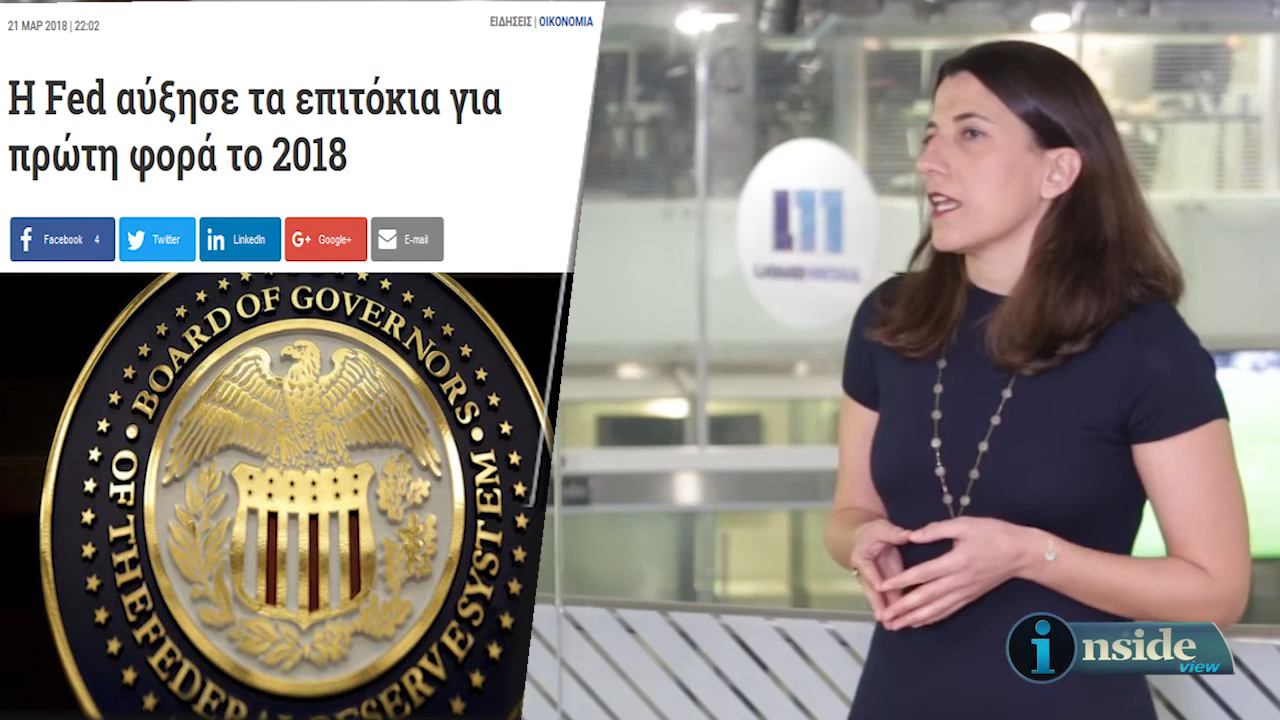 21 ΜΑΡ 2018 | 22:02
ΕΙΔΗΣΕΙΣ | ΟΙΚΟΝΟΜΙΑ
Η Fed αύξησε τα επιτόκια για
πρώτη φορά το 2018
Facebook 4
Twitter
LinkedIn
Google+
E-mail
BOARD OF GOVERNORS
OF THE FEDERAL RESERVE SYSTEM
LIQUID MEDIA
inside
view